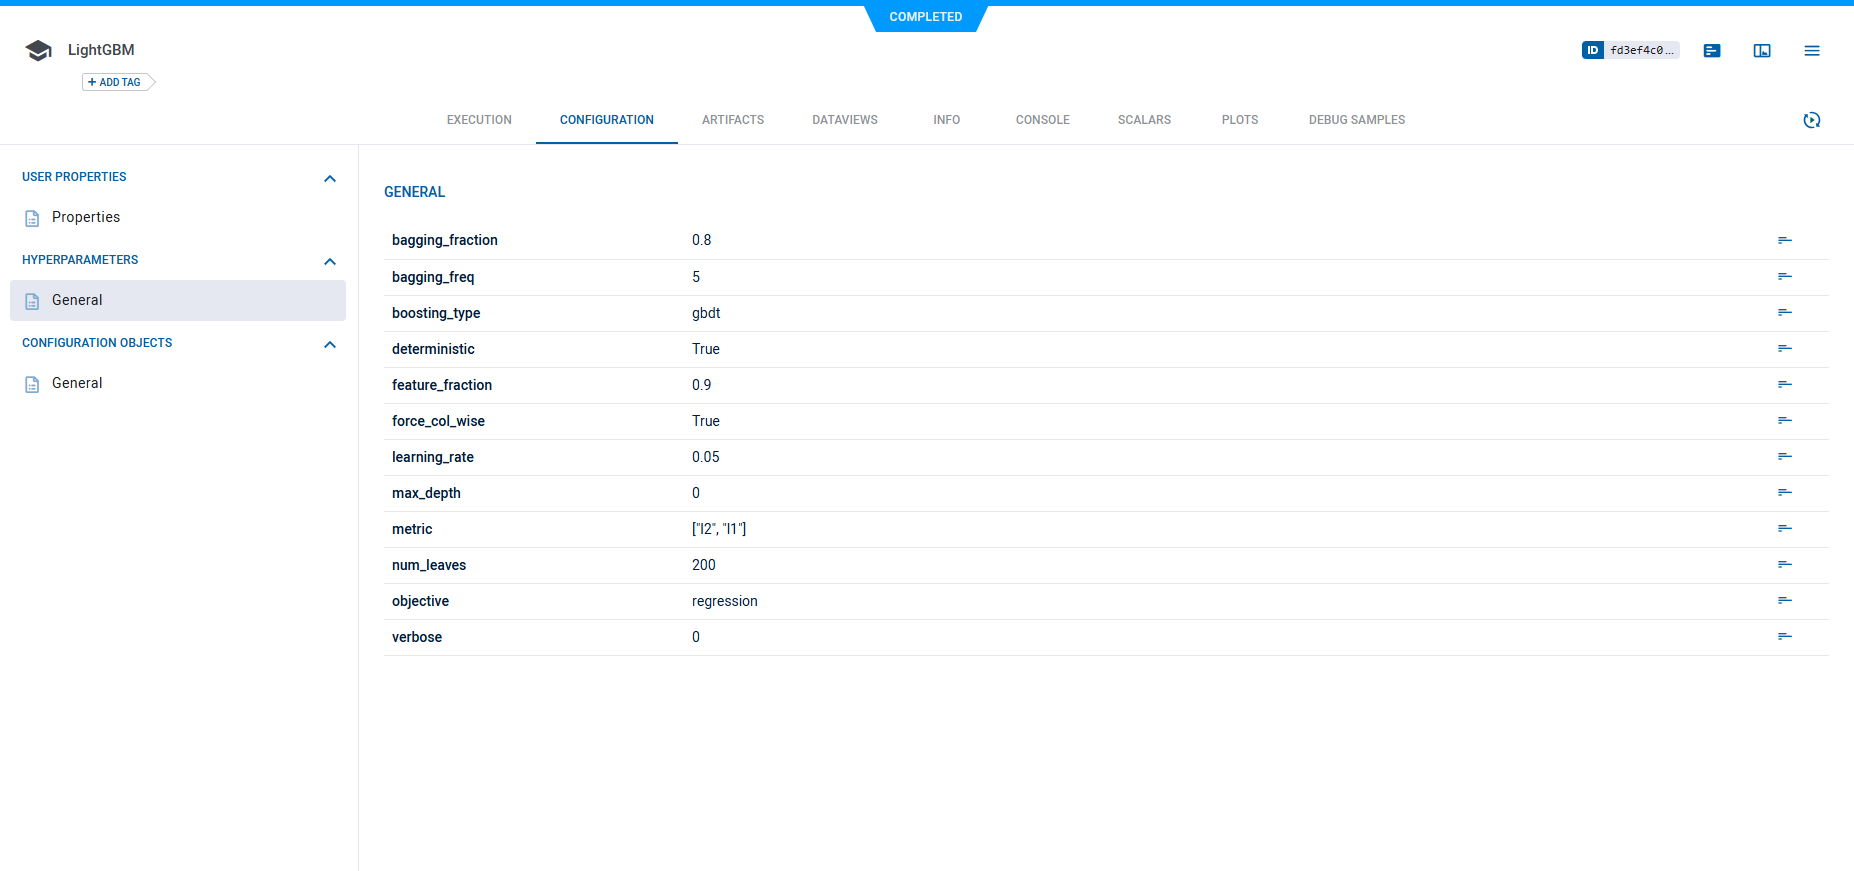 COMPLETED
LightGBM
ID fd3ef4c0...
+ ADD TAG
EXECUTION CONFIGURATION ARTIFACTS DATAVIEWS INFO CONSOLE SCALARS PLOTS DEBUG SAMPLES
USER PROPERTIES
Properties
HYPERPARAMETERS
General
CONFIGURATION OBJECTS
General
GENERAL
bagging_fraction 0.8
bagging_freq 5
boosting_type gbdt
deterministic True
feature_fraction 0.9
force_col_wise True
learning_rate 0.05
max_depth 0
metric ["l2", "l1"]
num_leaves 200
objective regression
verbose 0